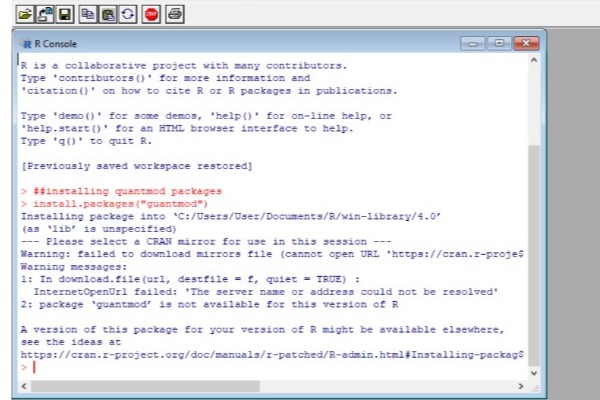 R Console
R is a collaborative project with many contributors.
Type 'contributors()' for more information and
'citation()' on how to cite R or R packages in publications.
Type 'demo()' for some demos, 'help()' for on-line help, or
'help.start()' for an HTML browser interface to help.
Type 'q()' to quit R.
[Previously saved workspace restored]
> ##installing quantmod packages
> install.packages("guantmod")
Installing package into ‘C:/Users/User/Documents/R/win-library/4.0’
(as ‘lib’ is unspecified)
--- Please select a CRAN mirror for use in this session ---
Warning: failed to download mirrors file (cannot open URL 'https://cran.r-proje$
Warning messages:
1: In download.file(url, destfile = f, quiet = TRUE) :
InternetOpenUrl failed: 'The server name or address could not be resolved'
2: package ‘guantmod’ is not available for this version of R
A version of this package for your version of R might be available elsewhere,
see the ideas at
https://cran.r-project.org/doc/manuals/r-patched/R-admin.html#Installing-packag$
>